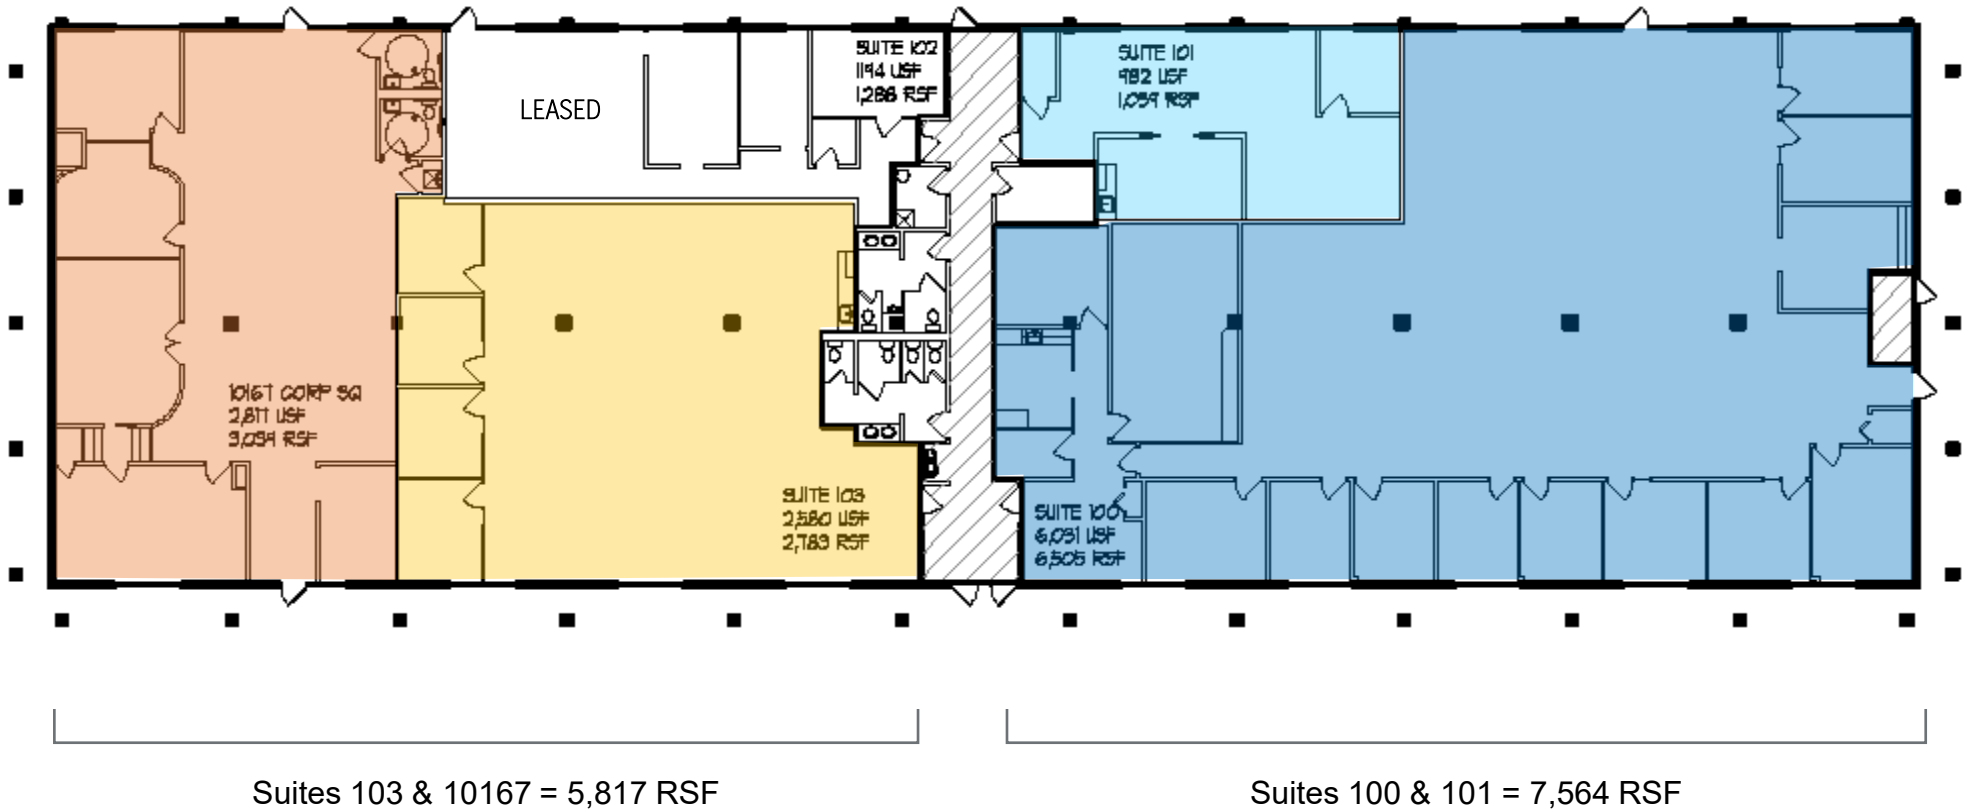 SUITE 102
1194 USF
1,288 RSF
SUITE 101
982 USF
1,059 RSF
LEASED
10167 CORP SQ
2,817 USF
3,034 RSF
SUITE 103
2,580 USF
2,783 RSF
SUITE 100
6,031 USF
6,505 RSF
Suites 103 & 10167 = 5,817 RSF
Suites 100 & 101 = 7,564 RSF